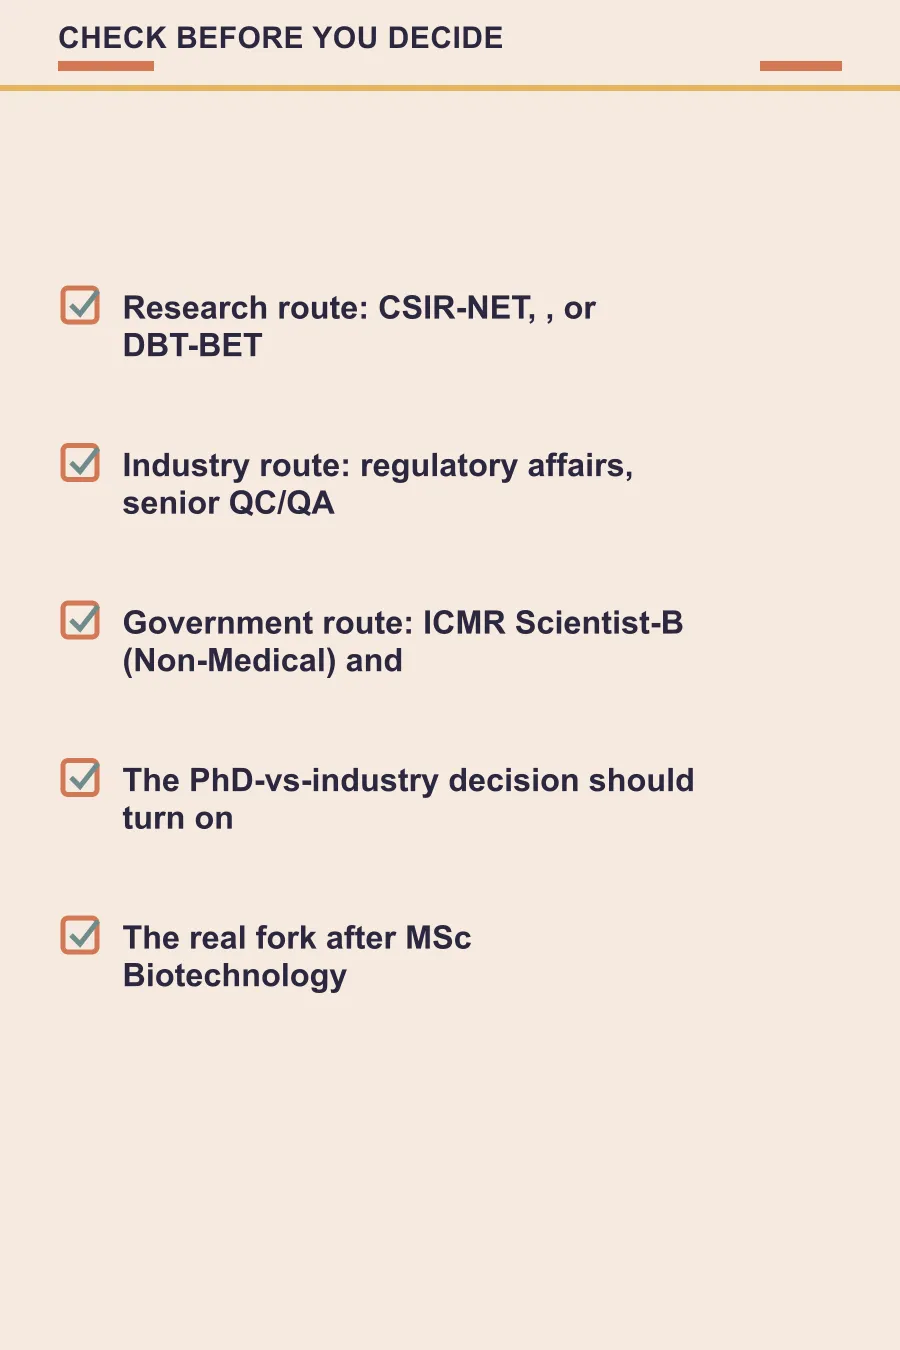 CHECK BEFORE YOU DECIDE
Research route: CSIR-NET, , or
DBT-BET
Industry route: regulatory affairs,
senior QC/QA
Government route: ICMR Scientist-B
(Non-Medical) and
The PhD-vs-industry decision should
turn on
The real fork after MSc
Biotechnology